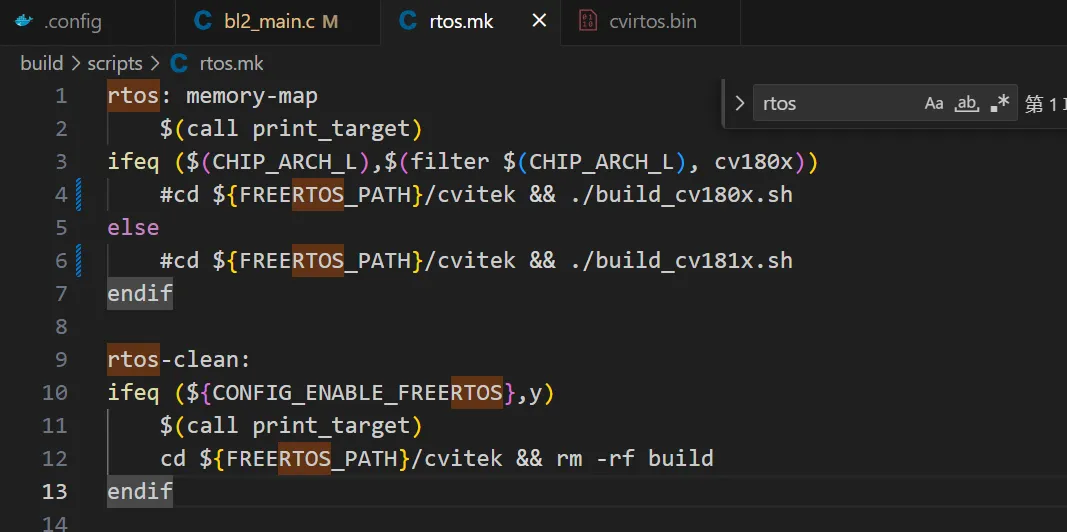 .config
bl2_main.c M
rtos.mk
cvirtos.bin
build > scripts > rtos.mk
rtos
Aa ab
第 1
1 rtos: memory-map
2 $(call print_target)
3 ifeq ($(CHIP_ARCH_L),$(filter $(CHIP_ARCH_L), cv180x))
4 #cd ${FREERTOS_PATH}/cvitek && ./build_cv180x.sh
5 else
6 #cd ${FREERTOS_PATH}/cvitek && ./build_cv181x.sh
7 endif
8
9 rtos-clean:
10 ifeq (${CONFIG_ENABLE_FREERTOS},y)
11 $(call print_target)
12 cd ${FREERTOS_PATH}/cvitek && rm -rf build
13 endif
14